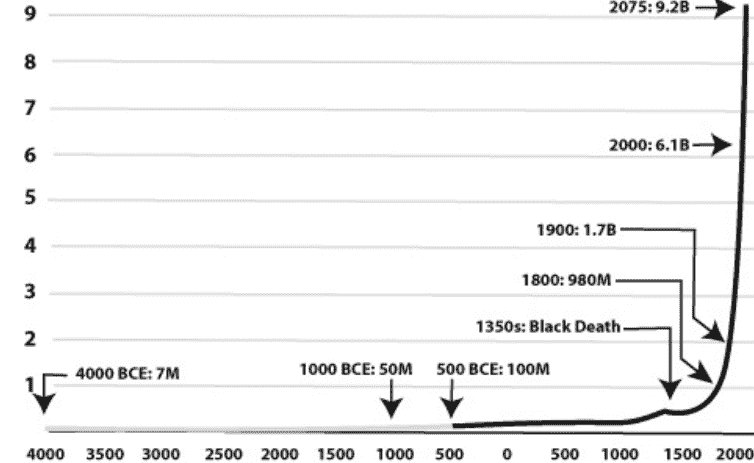 9
2075: 9.2B
8
7
6
2000: 6.1B
5
4
1900: 1.7B
3
1800: 980M
2
1350s: Black Death
1
4000 BCE: 7M
1000 BCE: 50M
500 BCE: 100M
4000 3500 3000 2500 2000 1500 1000 500 0 500 1000 1500 2000